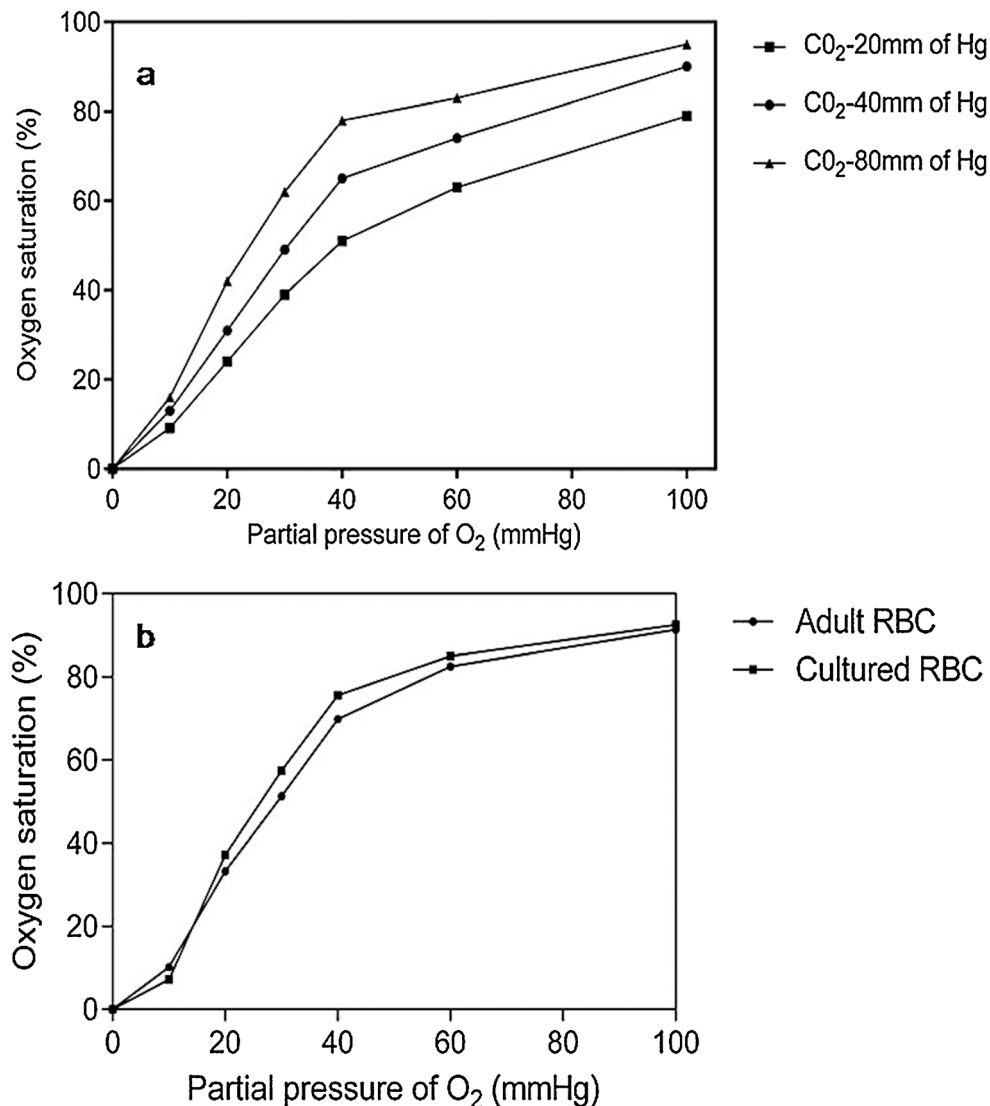 a
C0₂-20mm of Hg
C0₂-40mm of Hg
C0₂-80mm of Hg
Oxygen saturation (%)
100
80
60
40
20
0
0 20 40 60 80 100
Partial pressure of O₂ (mmHg)
b
Adult RBC
Cultured RBC
Oxygen saturation (%)
100
80
60
40
20
0
0 20 40 60 80 100
Partial pressure of O₂ (mmHg)